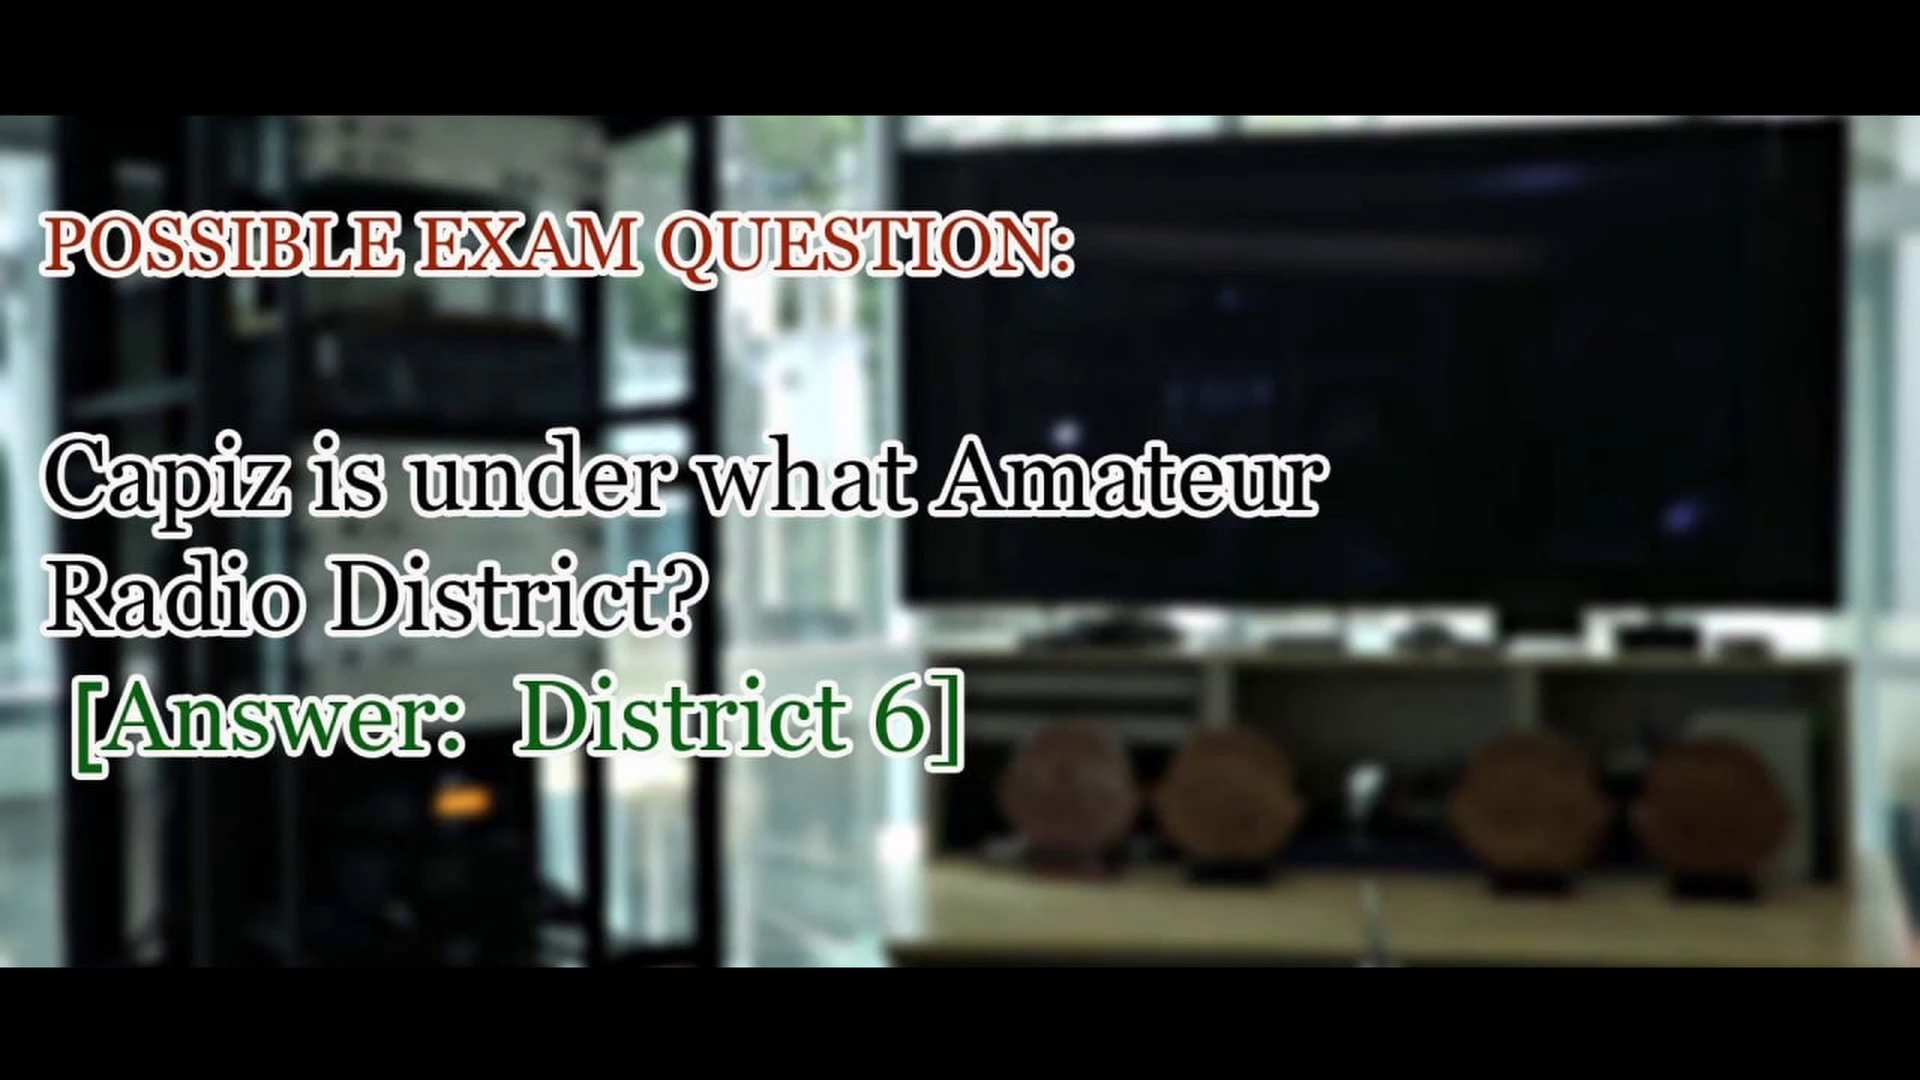 POSSIBLE EXAM QUESTION:
Capiz is under what Amateur
Radio District?
[Answer: District 6]